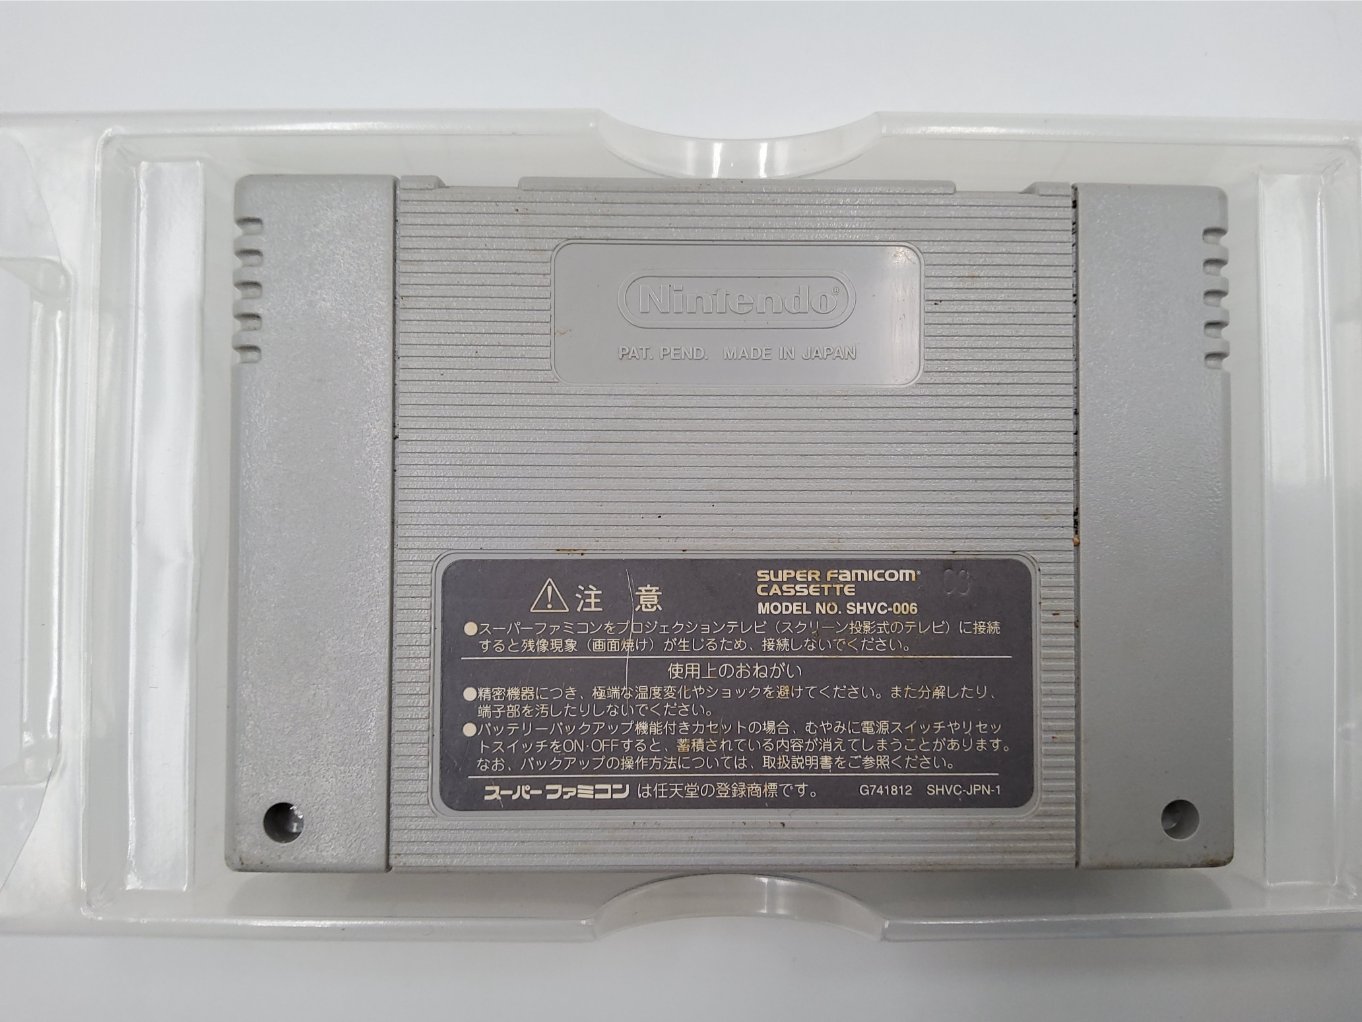 Nintendo®
PAT. PEND. MADE IN JAPAN
⚠注 意
SUPER FAMICOM®
CASSETTE
MODEL NO. SHVC-006
03
●スーパーファミコンをプロジェクションテレビ（スクリーン投影式のテレビ）に接続
すると残像現象（画面焼け）が生じるため、接続しないでください。
使用上のおねがい
●精密機器につき、極端な温度変化やショックを避けてください。また分解したり、
端子部を汚したりしないでください。
●バッテリーバックアップ機能付きカセットの場合、むやみに電源スイッチやリセッ
トスイッチをON·OFFすると、蓄積されている内容が消えてしまうことがあります。
なお、バックアップの操作方法については、取扱説明書をご参照ください。
スーパーファミコン は任天堂の登録商標です。 G741812 SHVC-JPN-1